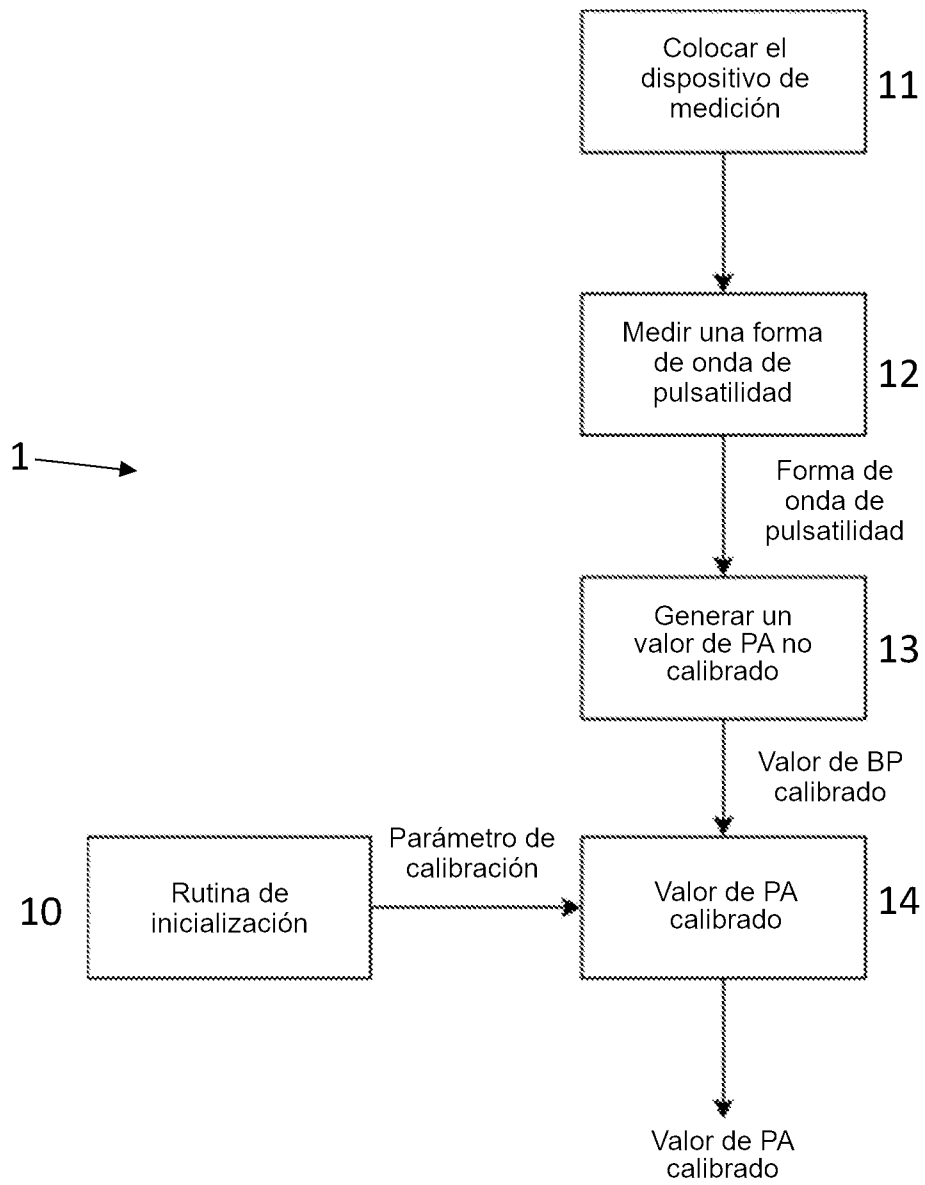 Colocar el
dispositivo de
medición
11
Medir una forma
de onda de
pulsatilidad
12
1
Forma de
onda de
pulsatilidad
Generar un
valor de PA no
calibrado
13
Valor de BP
calibrado
Parámetro de
calibración
10
Rutina de
inicialización
Valor de PA
calibrado
14
Valor de PA
calibrado